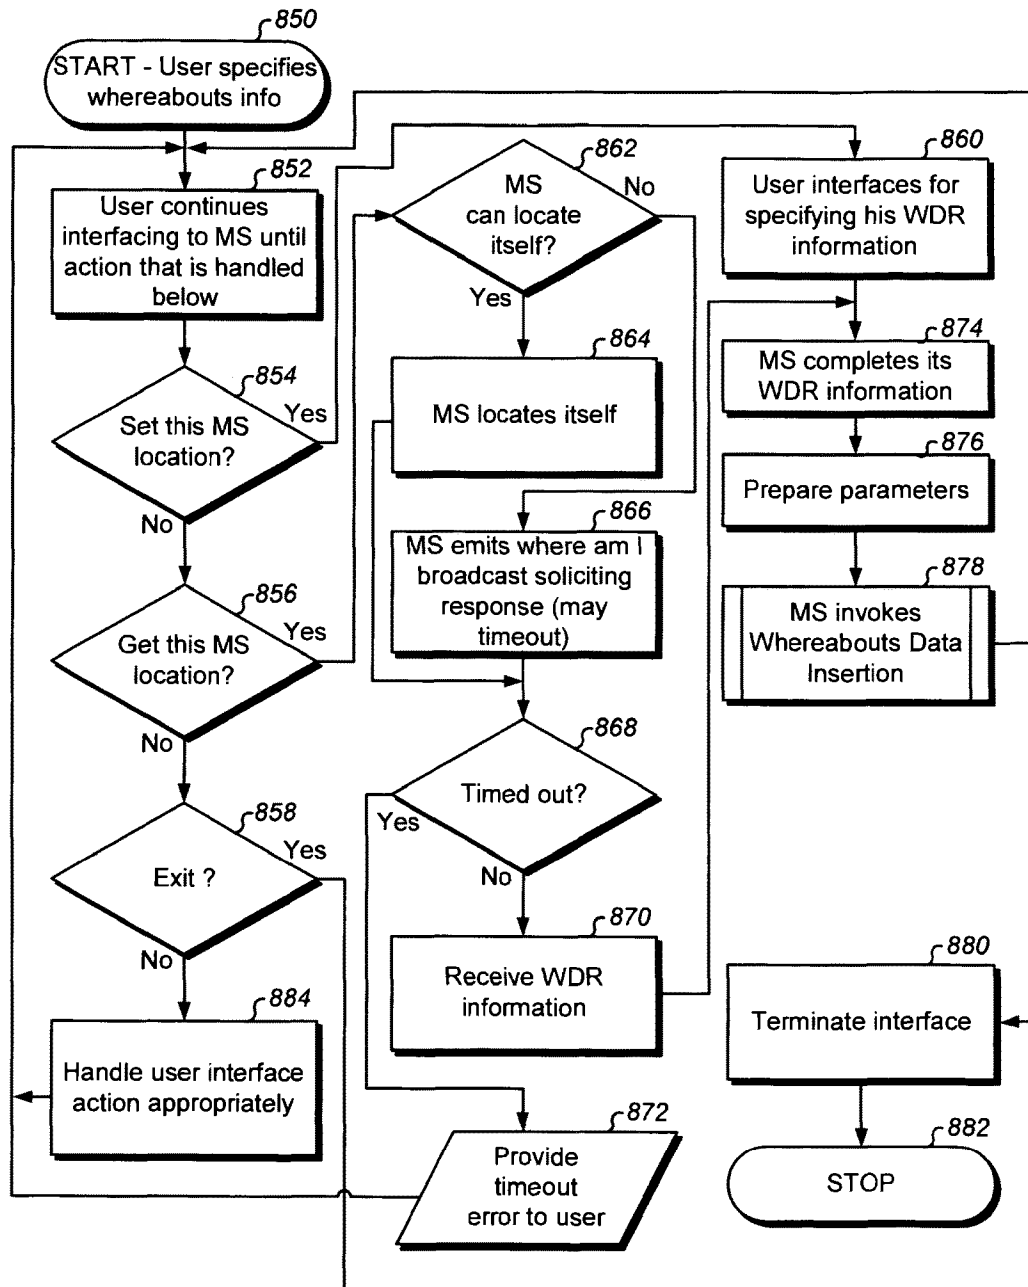 850
START - User specifies
whereabouts info
852
User continues
interfacing to MS until
action that is handled
below
854
Set this MS
location?
Yes
No
856
Get this MS
location?
Yes
No
858
Exit ?
Yes
No
884
Handle user interface
action appropriately
862
MS
can locate
itself?
No
Yes
864
MS locates itself
866
MS emits where am I
broadcast soliciting
response (may
timeout)
868
Timed out?
Yes
No
870
Receive WDR
information
872
Provide
timeout
error to user
860
User interfaces for
specifying his WDR
information
874
MS completes its
WDR information
876
Prepare parameters
878
MS invokes
Whereabouts Data
Insertion
880
Terminate interface
882
STOP